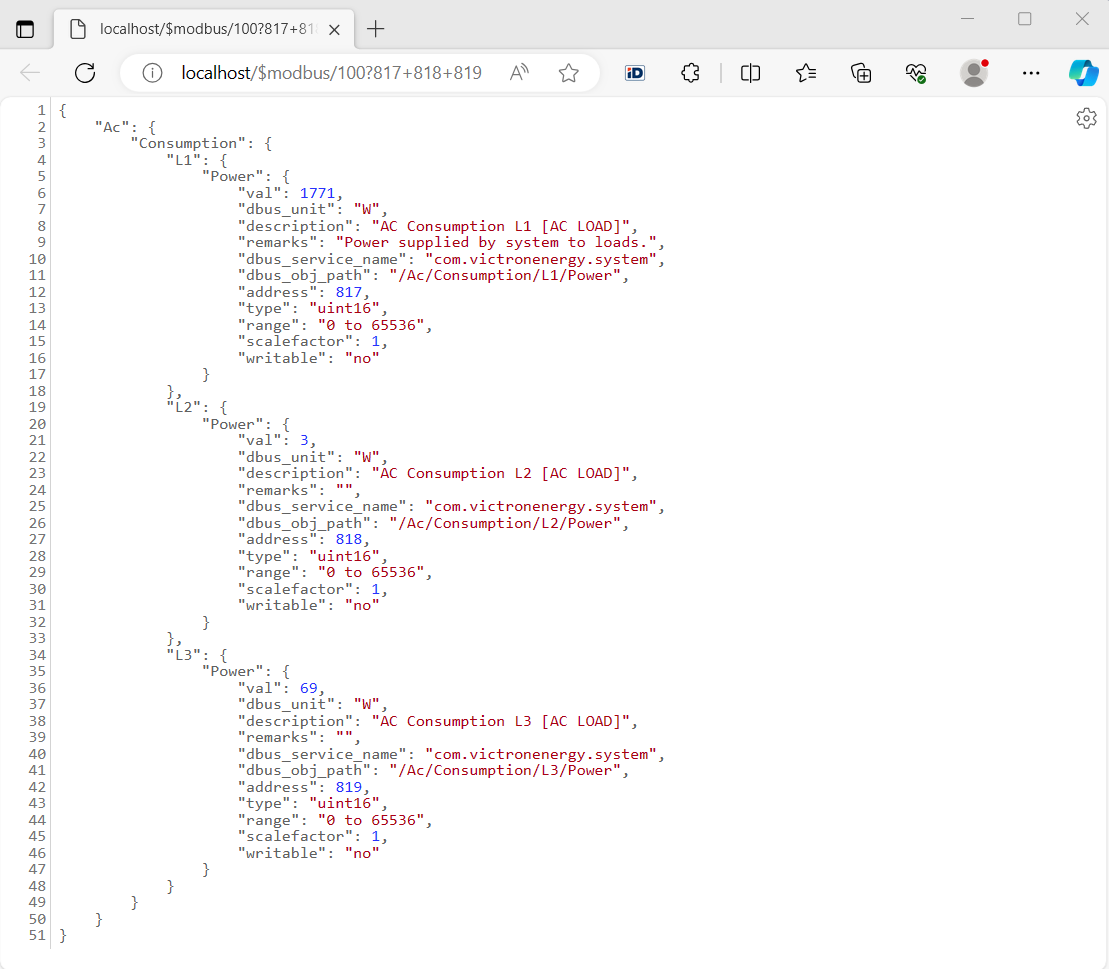 localhost/$modbus/100?817+81
localhost/$modbus/100?817+818+819
1 {
2     "Ac": {
3         "Consumption": {
4             "L1": {
5                 "Power": {
6                     "val": 1771,
7                     "dbus_unit": "W",
8                     "description": "AC Consumption L1 [AC LOAD]",
9                     "remarks": "Power supplied by system to loads.",
10                     "dbus_service_name": "com.victronenergy.system",
11                     "dbus_obj_path": "/Ac/Consumption/L1/Power",
12                     "address": 817,
13                     "type": "uint16",
14                     "range": "0 to 65536",
15                     "scalefactor": 1,
16                     "writable": "no"
17                 }
18             },
19             "L2": {
20                 "Power": {
21                     "val": 3,
22                     "dbus_unit": "W",
23                     "description": "AC Consumption L2 [AC LOAD]",
24                     "remarks": "",
25                     "dbus_service_name": "com.victronenergy.system",
26                     "dbus_obj_path": "/Ac/Consumption/L2/Power",
27                     "address": 818,
28                     "type": "uint16",
29                     "range": "0 to 65536",
30                     "scalefactor": 1,
31                     "writable": "no"
32                 }
33             },
34             "L3": {
35                 "Power": {
36                     "val": 69,
37                     "dbus_unit": "W",
38                     "description": "AC Consumption L3 [AC LOAD]",
39                     "remarks": "",
40                     "dbus_service_name": "com.victronenergy.system",
41                     "dbus_obj_path": "/Ac/Consumption/L3/Power",
42                     "address": 819,
43                     "type": "uint16",
44                     "range": "0 to 65536",
45                     "scalefactor": 1,
46                     "writable": "no"
47                 }
48             }
49         }
50     }
51 }